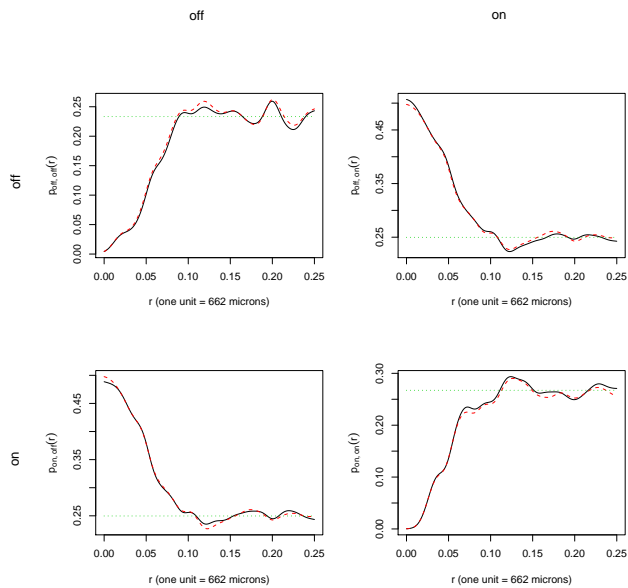 off on
off
p_off, off(r)
0.00 0.05 0.10 0.15 0.20 0.25
0.00 0.05 0.10 0.15 0.20 0.25
r (one unit = 662 microns)
p_off, on(r)
0.25 0.35 0.45
0.00 0.05 0.10 0.15 0.20 0.25
r (one unit = 662 microns)
on
p_on, off(r)
0.25 0.35 0.45
0.00 0.05 0.10 0.15 0.20 0.25
r (one unit = 662 microns)
p_on, on(r)
0.00 0.10 0.20 0.30
0.00 0.05 0.10 0.15 0.20 0.25
r (one unit = 662 microns)